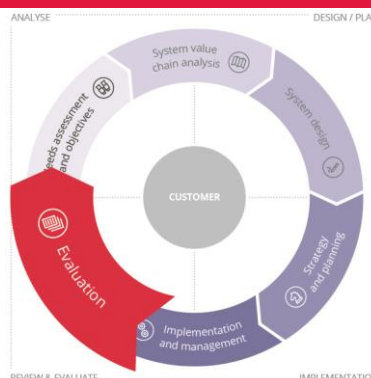 ANALYSE
DESIGN / PLA
System value
chain analysis
eeds assessment
and objectives
System design
CUSTOMER
Evaluation
Strategy
and planning
Implementation
and management
REVIEW & EVALUATE
IMPLEMENTATIO